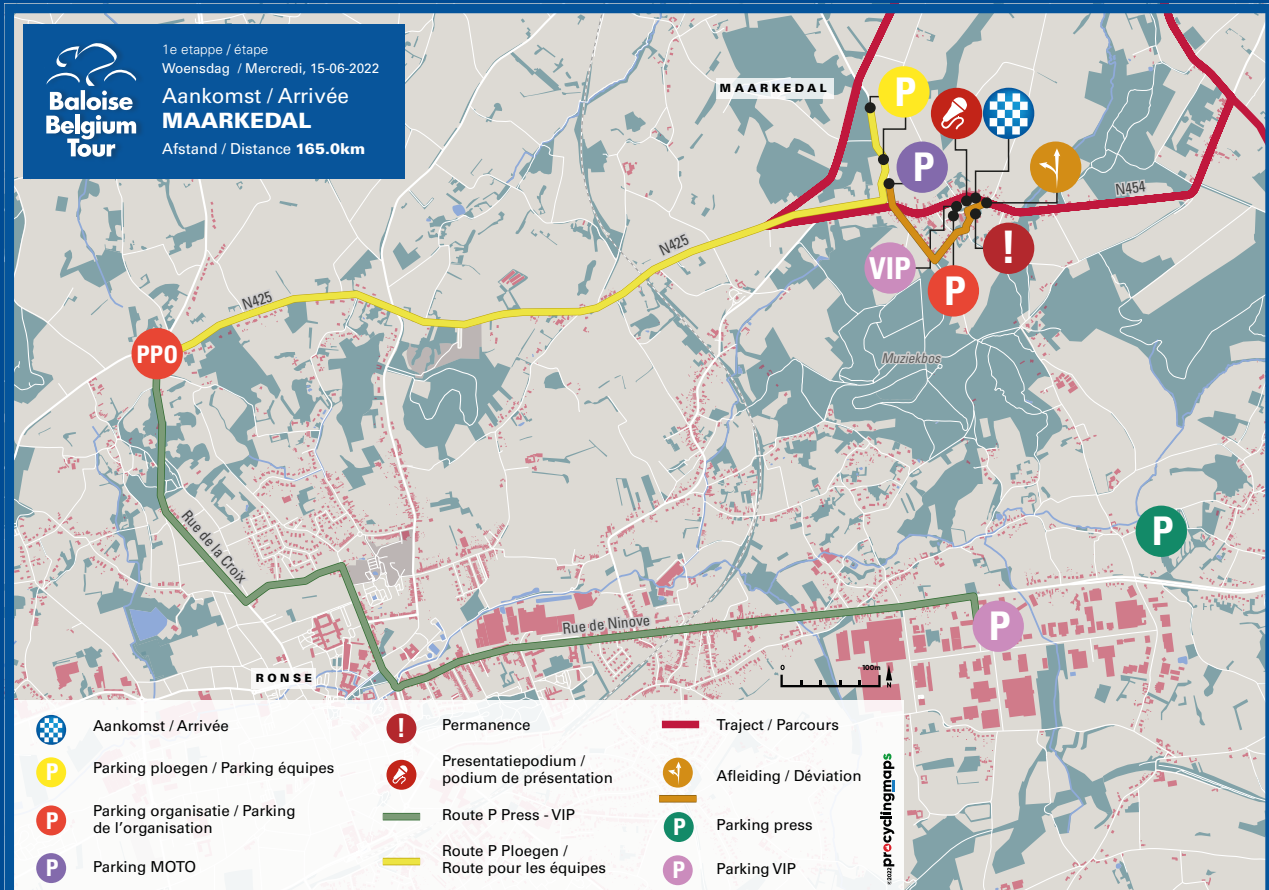 Baloise
Belgium
Tour
1e etappe / étape
Woensdag / Mercredi, 15-06-2022
Aankomst / Arrivée
MAARKEDAL
Afstand / Distance 165.0km
MAARKEDAL
P
P
N454
N425
VIP
!
P
N425
PPO
Muziekbos
P
Rue de la Croix
Rue de Ninove
P
RONSE
0 100m
N
Aankomst / Arrivée
P Parking ploegen / Parking équipes
P Parking organisatie / Parking
de l'organisation
P Parking MOTO
! Permanence
Presentatiepodium /
podium de présentation
Route P Press - VIP
Route P Ploegen /
Route pour les équipes
Traject / Parcours
Afleiding / Déviation
P Parking press
P Parking VIP
©2022 procyclingmaps